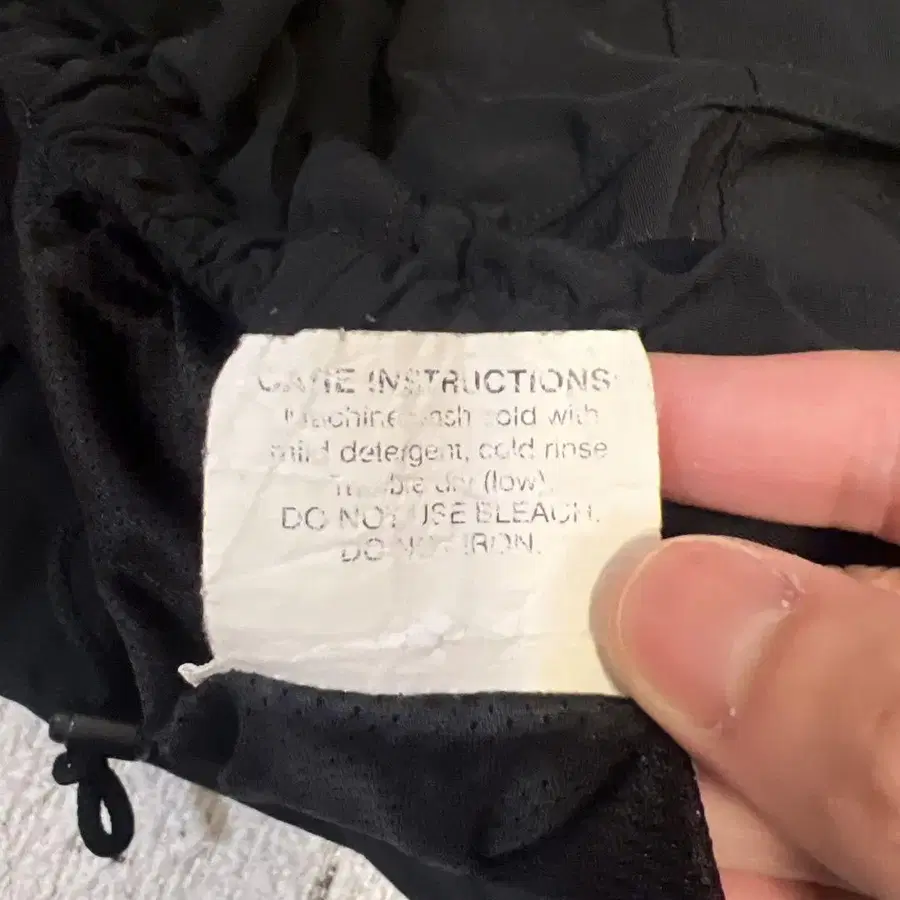 CARE INSTRUCTIONS:
Machine wash cold with
mild detergent, cold rinse
Tumble dry (low).
DO NOT USE BLEACH.
DO NOT IRON.